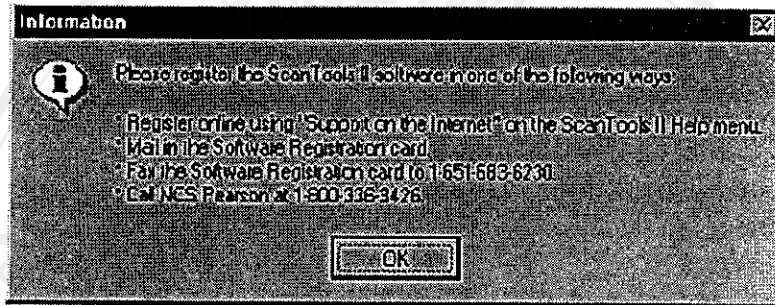 Information
Please register the ScanTools II software in one of the following ways:
* Register online using "Support on the Internet" on the ScanTools II Help menu.
* Mail in the Software Registration card.
* Fax the Software Registration card to 1-651-683-6230.
* Call NCS Pearson at 1-800-336-3426.
OK